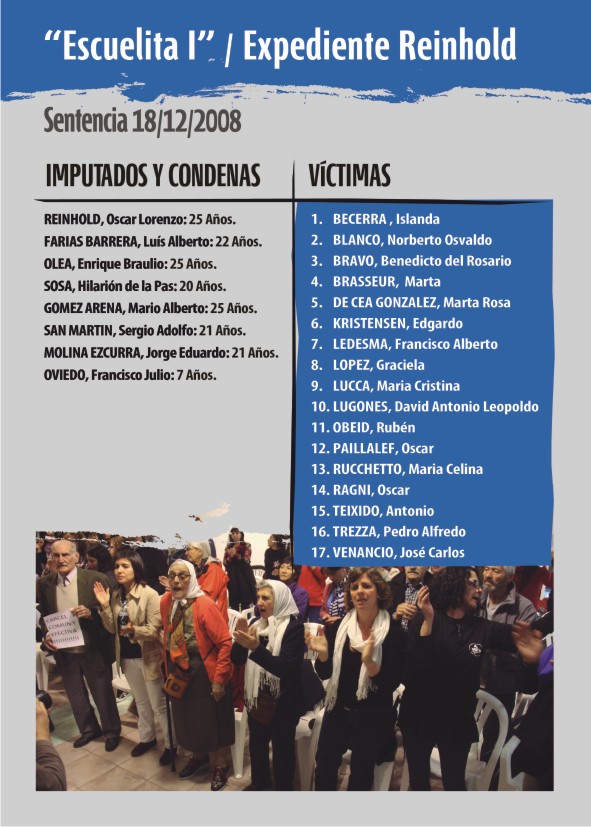 “Escuelita I” / Expediente Reinhold
Sentencia 18/12/2008
IMPUTADOS Y CONDENAS
REINHOLD, Oscar Lorenzo: 25 Años.
FARIAS BARRERA, Luís Alberto: 22 Años.
OLEA, Enrique Braulio: 25 Años.
SOSA, Hilarión de la Pas: 20 Años.
GOMEZ ARENA, Mario Alberto: 25 Años.
SAN MARTIN, Sergio Adolfo: 21 Años.
MOLINA EZCURRA, Jorge Eduardo: 21 Años.
OVIEDO, Francisco Julio: 7 Años.
VÍCTIMAS
1. BECERRA , Islanda
2. BLANCO, Norberto Osvaldo
3. BRAVO, Benedicto del Rosario
4. BRASSEUR, Marta
5. DE CEA GONZALEZ, Marta Rosa
6. KRISTENSEN, Edgardo
7. LEDESMA, Francisco Alberto
8. LOPEZ, Graciela
9. LUCCA, Maria Cristina
10. LUGONES, David Antonio Leopoldo
11. OBEID, Rubén
12. PAILLALEF, Oscar
13. RUCCHETTO, Maria Celina
14. RAGNI, Oscar
15. TEIXIDO, Antonio
16. TREZZA, Pedro Alfredo
17. VENANCIO, José Carlos
CARCEL
COMUN Y
EFECTIVA